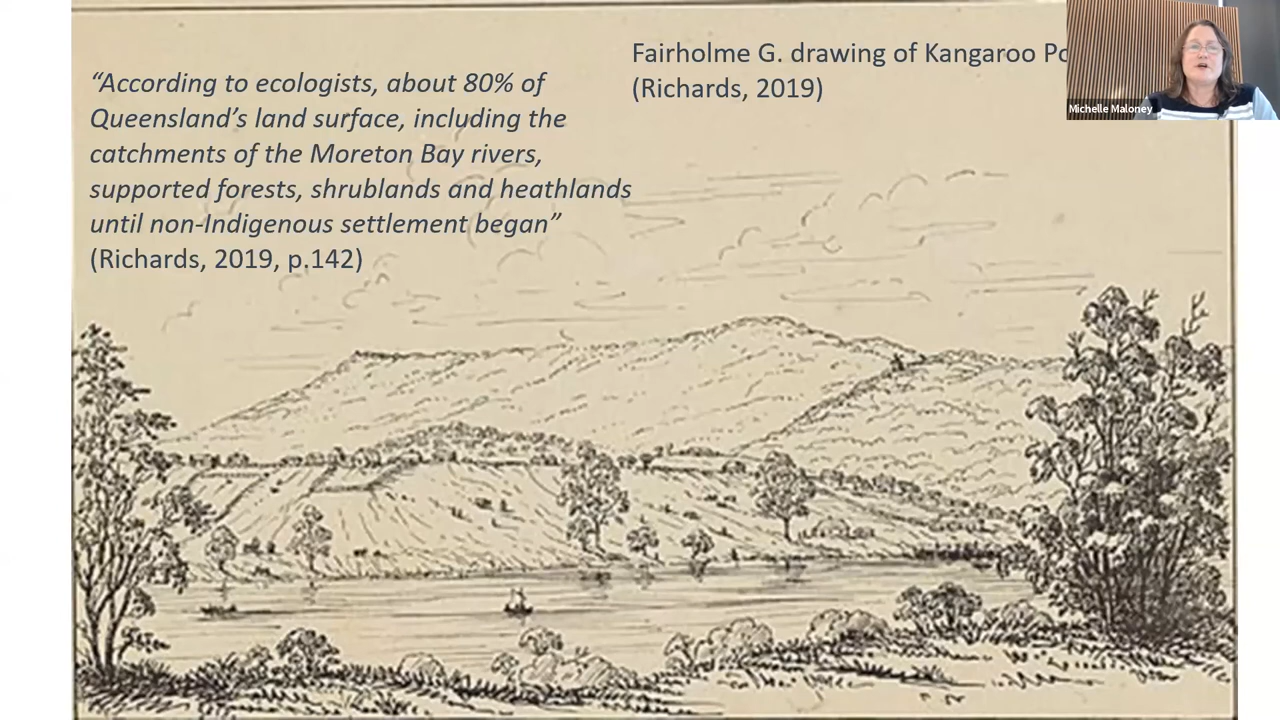 “According to ecologists, about 80% of
Queensland’s land surface, including the
catchments of the Moreton Bay rivers,
supported forests, shrublands and heathlands
until non-Indigenous settlement began”
(Richards, 2019, p.142)
Fairholme G. drawing of Kangaroo
(Richards, 2019)
Michelle Maloney